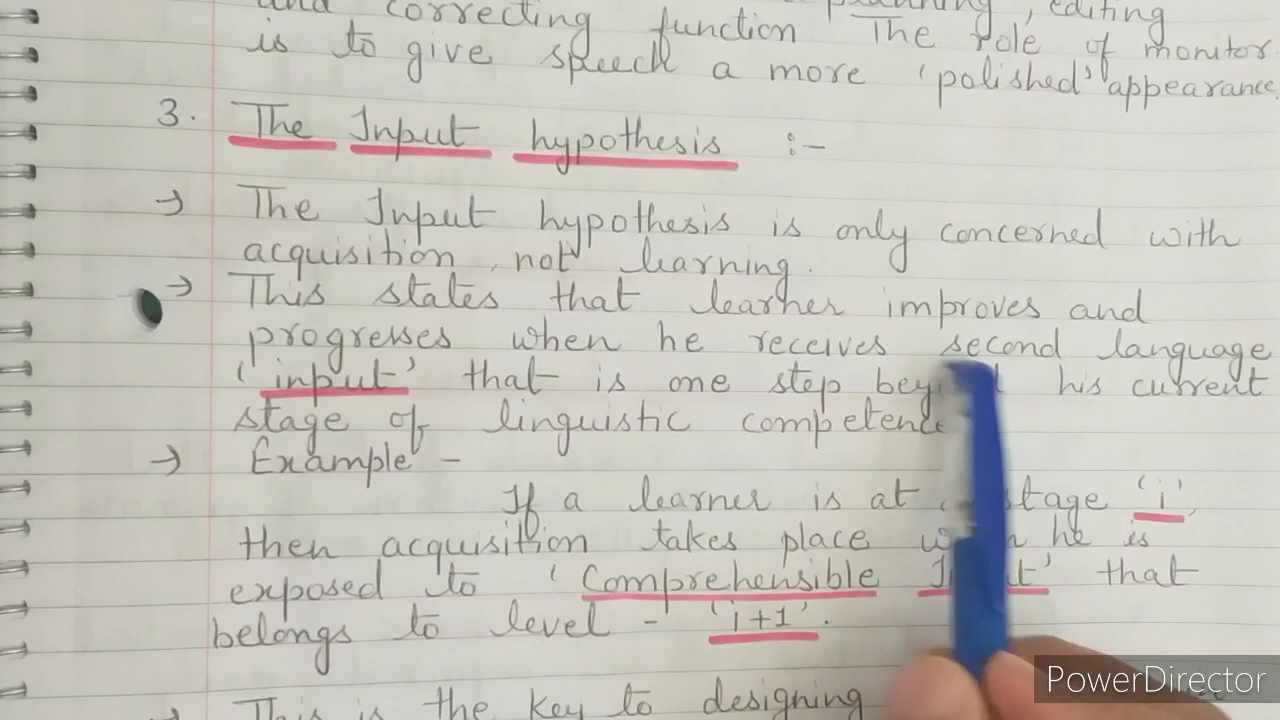 and correcting function planning, editing
The role of monitor
is to give speech a more 'polished' appearance.
3. The Input hypothesis :-
→ The Input hypothesis is only concerned with
acquisition, not learning.
→ This states that learner improves and
progresses when he receives second language
'input' that is one step his current
stage of linguistic competence
→ Example -
If a learner is at stage 'i',
then acquisition takes place he is
exposed to 'Comprehensible that
belongs to level - 'i+1'.
→ This is the key to designing
PowerDirector